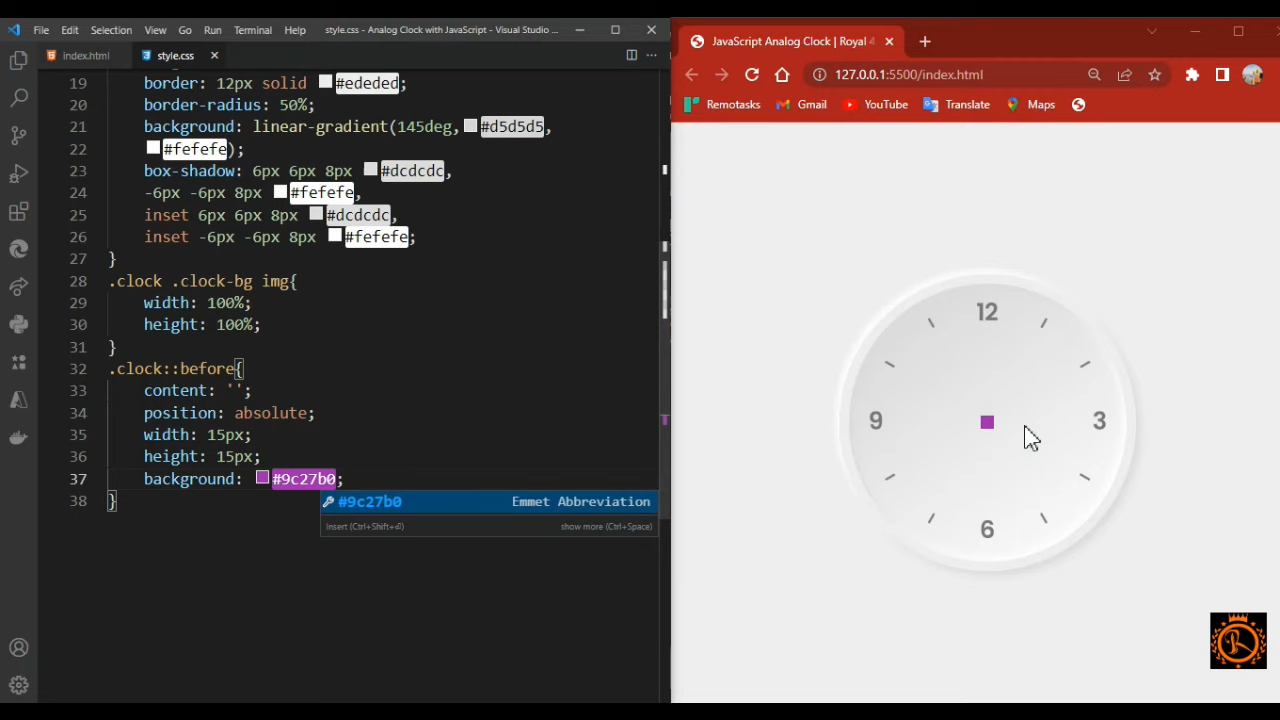 File Edit Selection View Go Run Terminal Help style.css - Analog Clock with JavaScript - Visual Studio ...
index.html style.css
19 border: 12px solid #ededed;
20 border-radius: 50%;
21 background: linear-gradient(145deg, #d5d5d5,
22 #fefefe);
23 box-shadow: 6px 6px 8px #dcdcdc,
24 -6px -6px 8px #fefefe,
25 inset 6px 6px 8px #dcdcdc,
26 inset -6px -6px 8px #fefefe;
27 }
28 .clock .clock-bg img{
29 width: 100%;
30 height: 100%;
31 }
32 .clock::before{
33 content: '';
34 position: absolute;
35 width: 15px;
36 height: 15px;
37 background: #9c27b0;
38 }
#9c27b0 Emmet Abbreviation
Insert (Ctrl+Shift+⏎) show more (Ctrl+Space)
JavaScript Analog Clock | Royal 4
127.0.0.1:5500/index.html
Remotasks Gmail YouTube Translate Maps
12
9 3
6